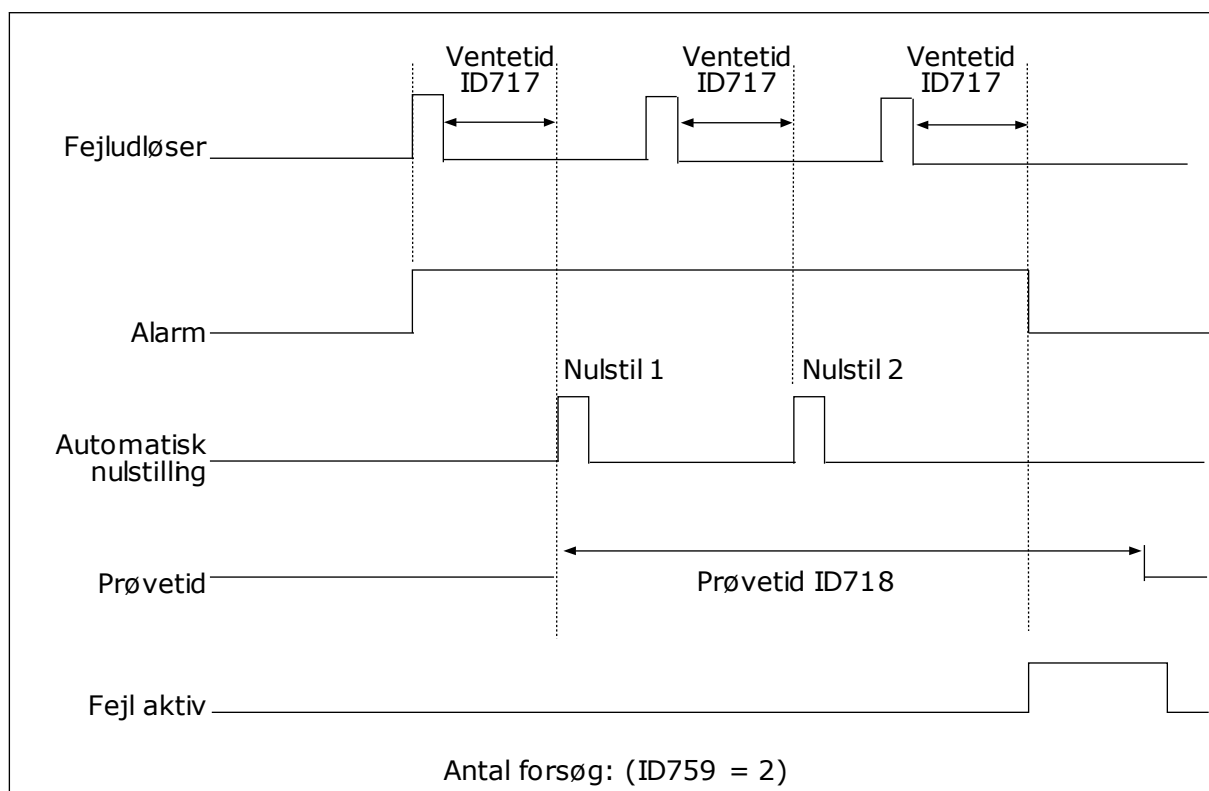 Ventetid
ID717
Ventetid
ID717
Ventetid
ID717
Fejludløser
Alarm
Nulstil 1
Nulstil 2
Automatisk
nulstilling
Prøvetid
Prøvetid ID718
Fejl aktiv
Antal forsøg: (ID759 = 2)